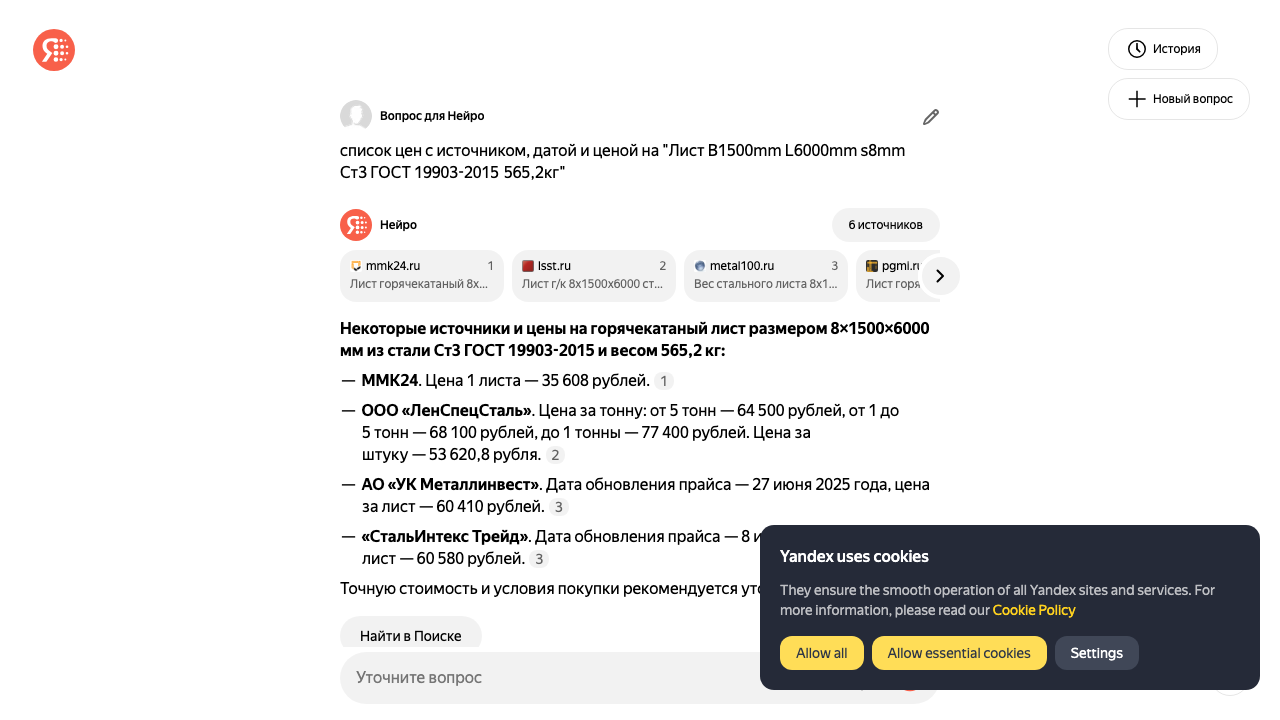 История
Новый вопрос
Вопрос для Нейро
список цен с источником, датой и ценой на "Лист B1500mm L6000mm s8mm
Ст3 ГОСТ 19903-2015 565,2кг"
Нейро
6 источников
mmk24.ru 1
Лист горячекатаный 8х...
lsst.ru 2
Лист г/к 8х1500х6000 ст...
metal100.ru 3
Вес стального листа 8х1...
pgmi.ru
Лист горя
Некоторые источники и цены на горячекатаный лист размером 8×1500×6000
мм из стали Ст3 ГОСТ 19903-2015 и весом 565,2 кг:
— ММК24. Цена 1 листа — 35 608 рублей. 1
— ООО «ЛенСпецСталь». Цена за тонну: от 5 тонн — 64 500 рублей, от 1 до
5 тонн — 68 100 рублей, до 1 тонны — 77 400 рублей. Цена за
штуку — 53 620,8 рубля. 2
— АО «УК Металлинвест». Дата обновления прайса — 27 июня 2025 года, цена
за лист — 60 410 рублей. 3
— «СтальИнтекс Трейд». Дата обновления прайса — 8 и
лист — 60 580 рублей. 3
Точную стоимость и условия покупки рекомендуется уто
Найти в Поиске
Уточните вопрос
Yandex uses cookies
They ensure the smooth operation of all Yandex sites and services. For
more information, please read our Cookie Policy
Allow all
Allow essential cookies
Settings